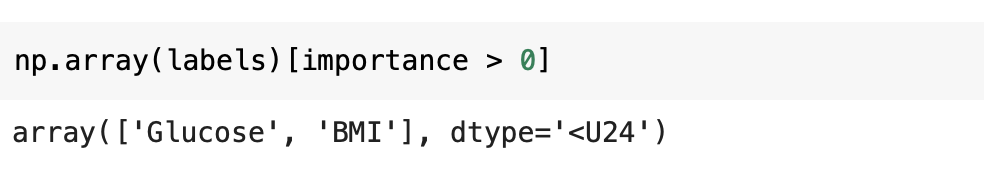 np.array(labels)[importance > 0]
array(['Glucose', 'BMI'], dtype='<U24')